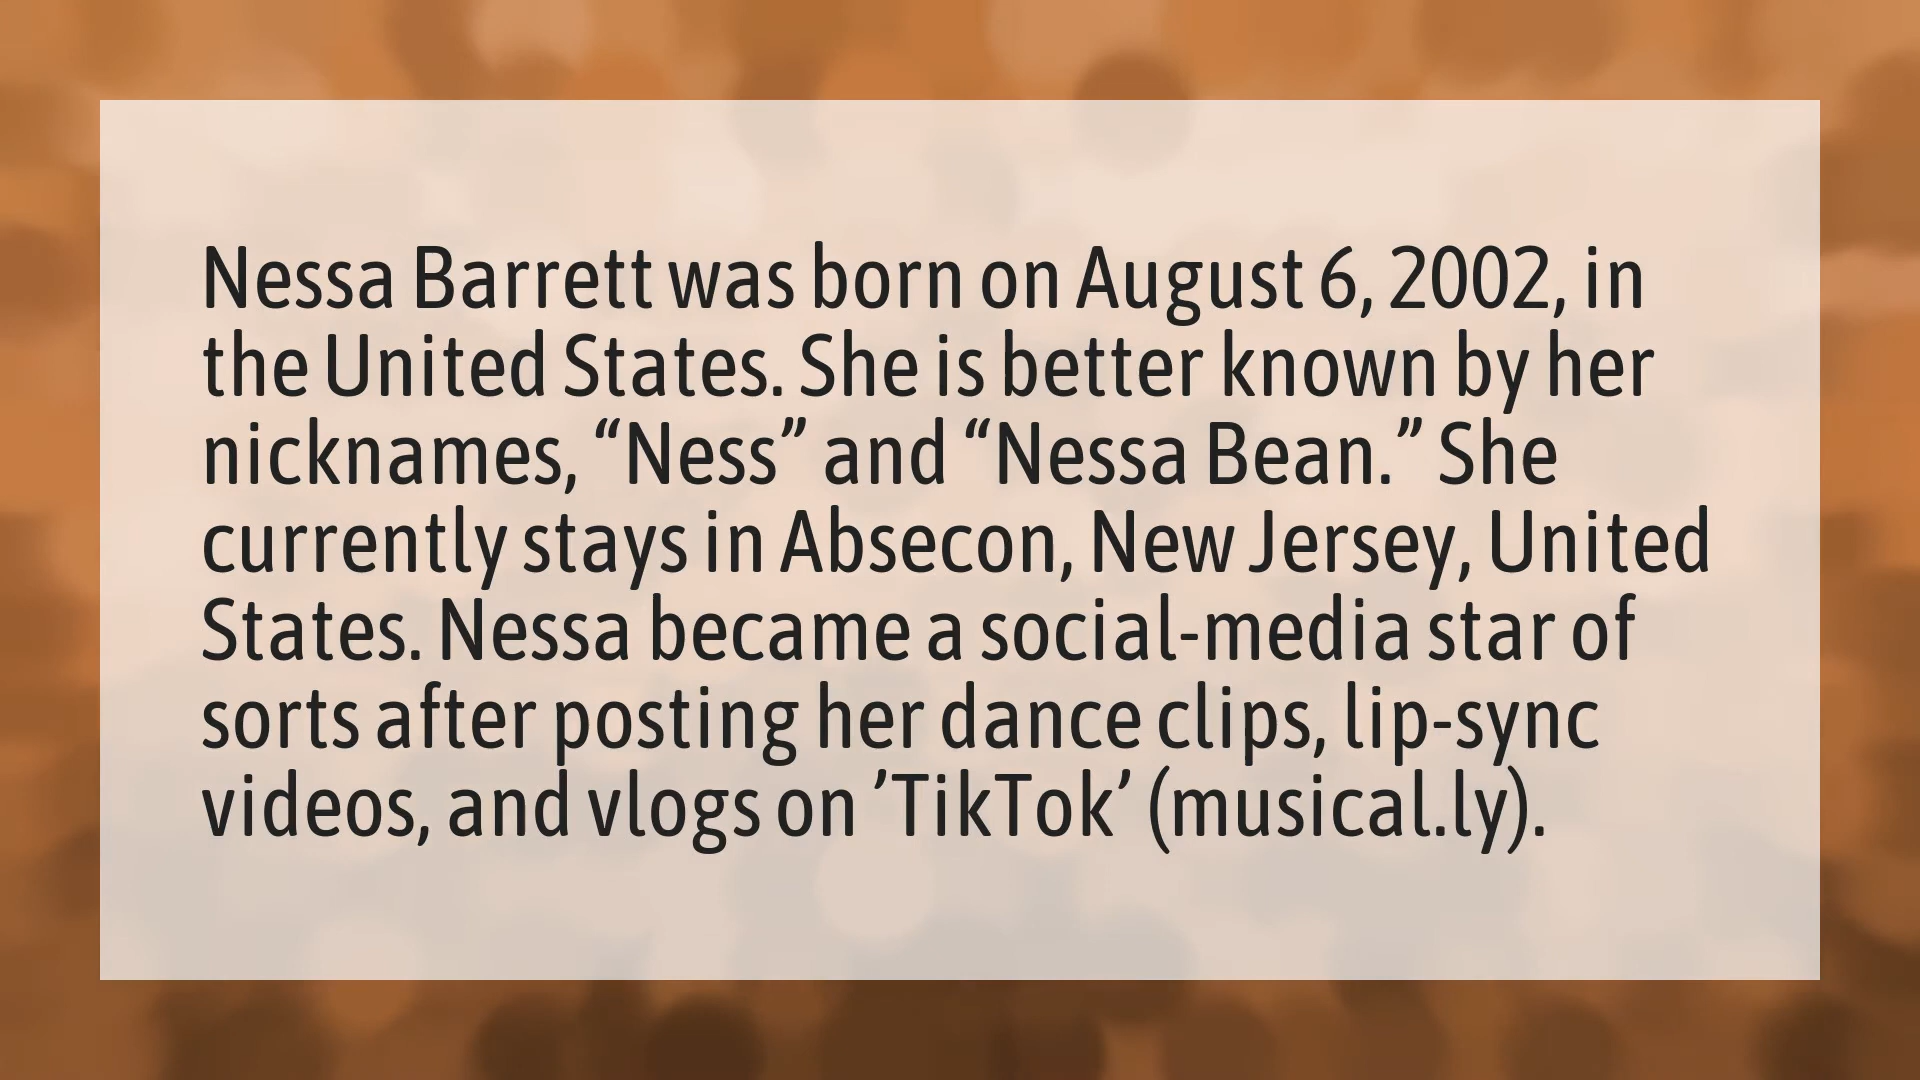 Nessa Barrett was born on August 6, 2002, in
the United States. She is better known by her
nicknames, “Ness” and “Nessa Bean.” She
currently stays in Absecon, New Jersey, United
States. Nessa became a social-media star of
sorts after posting her dance clips, lip-sync
videos, and vlogs on ’TikTok’ (musical.ly).